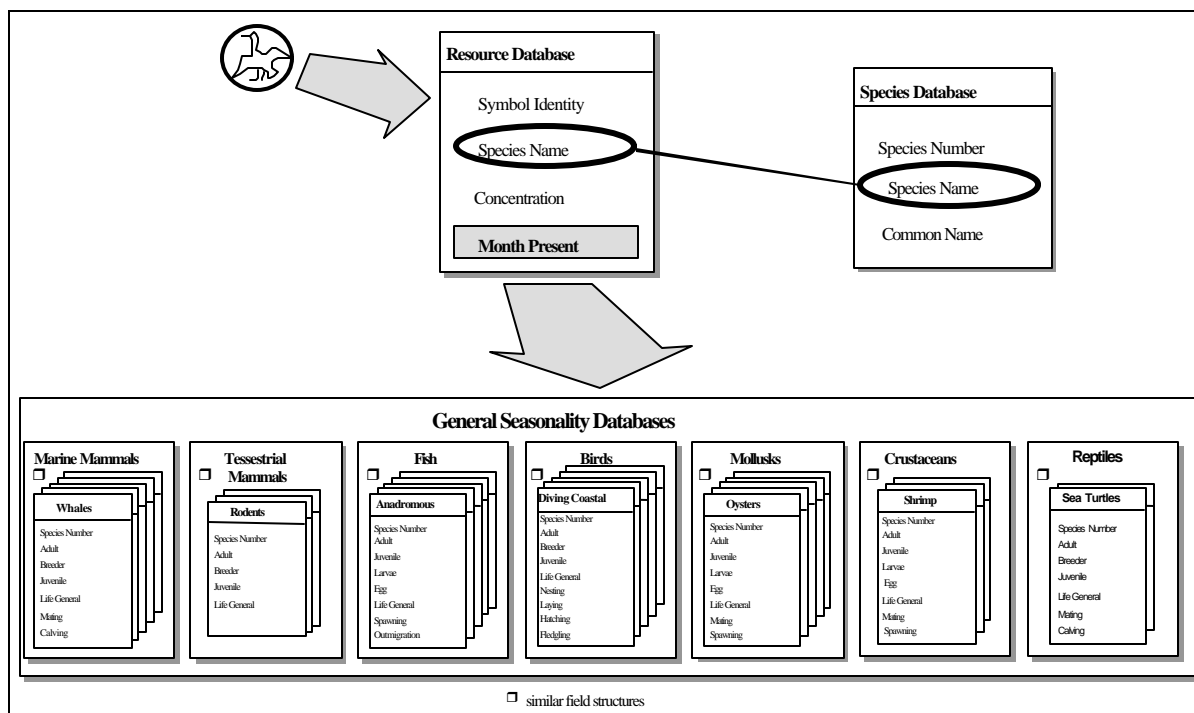 Resource Database
Symbol Identity
Species Name
Concentration
Month Present
Species Database
Species Number
Species Name
Common Name
General Seasonality Databases
Marine Mammals
Whales
Species Number
Adult
Breeder
Juvenile
Life General
Mating
Calving
Tessestrial
Mammals
Rodents
Species Number
Adult
Breeder
Juvenile
Life General
Fish
Anadromous
Species Number
Adult
Juvenile
Larvae
Egg
Life General
Spawning
Outmigration
Birds
Diving Coastal
Species Number
Adult
Breeder
Juvenile
Life General
Nesting
Laying
Hatching
Fledgling
Mollusks
Oysters
Species Number
Adult
Juvenile
Larvae
Egg
Life General
Mating
Spawning
Crustaceans
Shrimp
Species Number
Adult
Juvenile
Larvae
Egg
Life General
Mating
Spawning
Reptiles
Sea Turtles
Species Number
Adult
Breeder
Juvenile
Life General
Mating
Calving
similar field structures